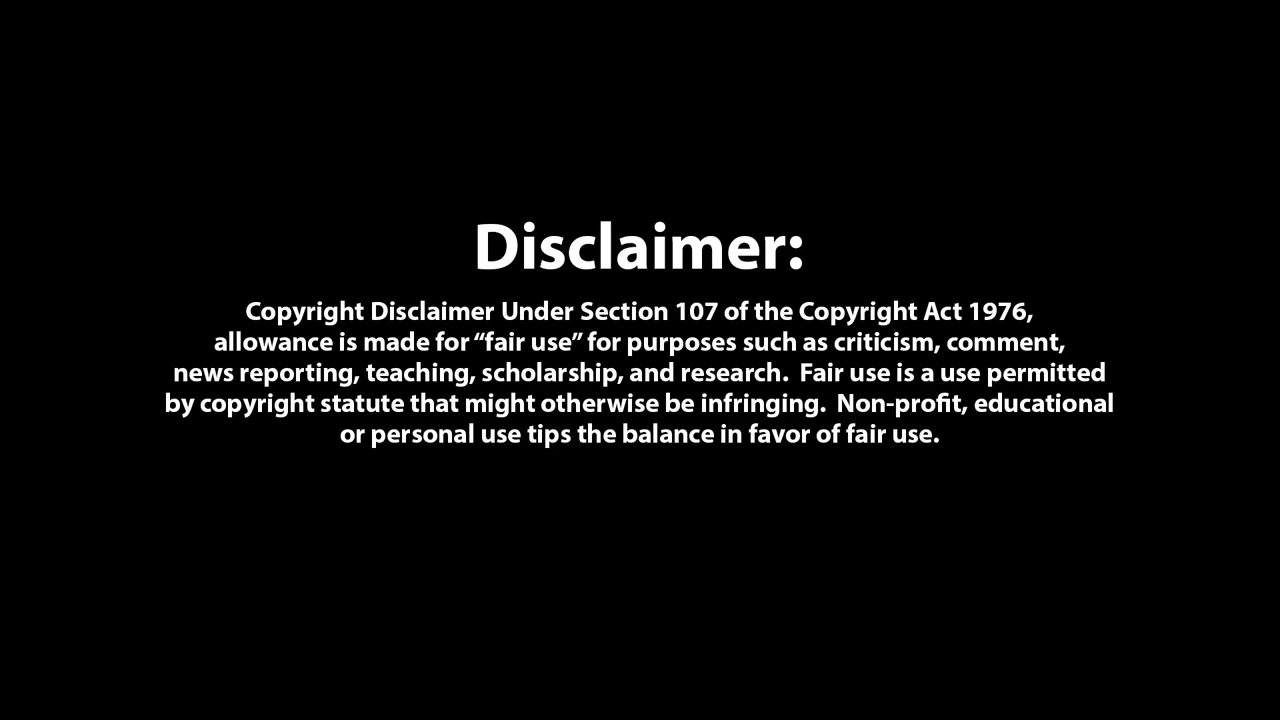 Disclaimer:
Copyright Disclaimer Under Section 107 of the Copyright Act 1976,
allowance is made for “fair use” for purposes such as criticism, comment,
news reporting, teaching, scholarship, and research.  Fair use is a use permitted
by copyright statute that might otherwise be infringing.  Non-profit, educational
or personal use tips the balance in favor of fair use.